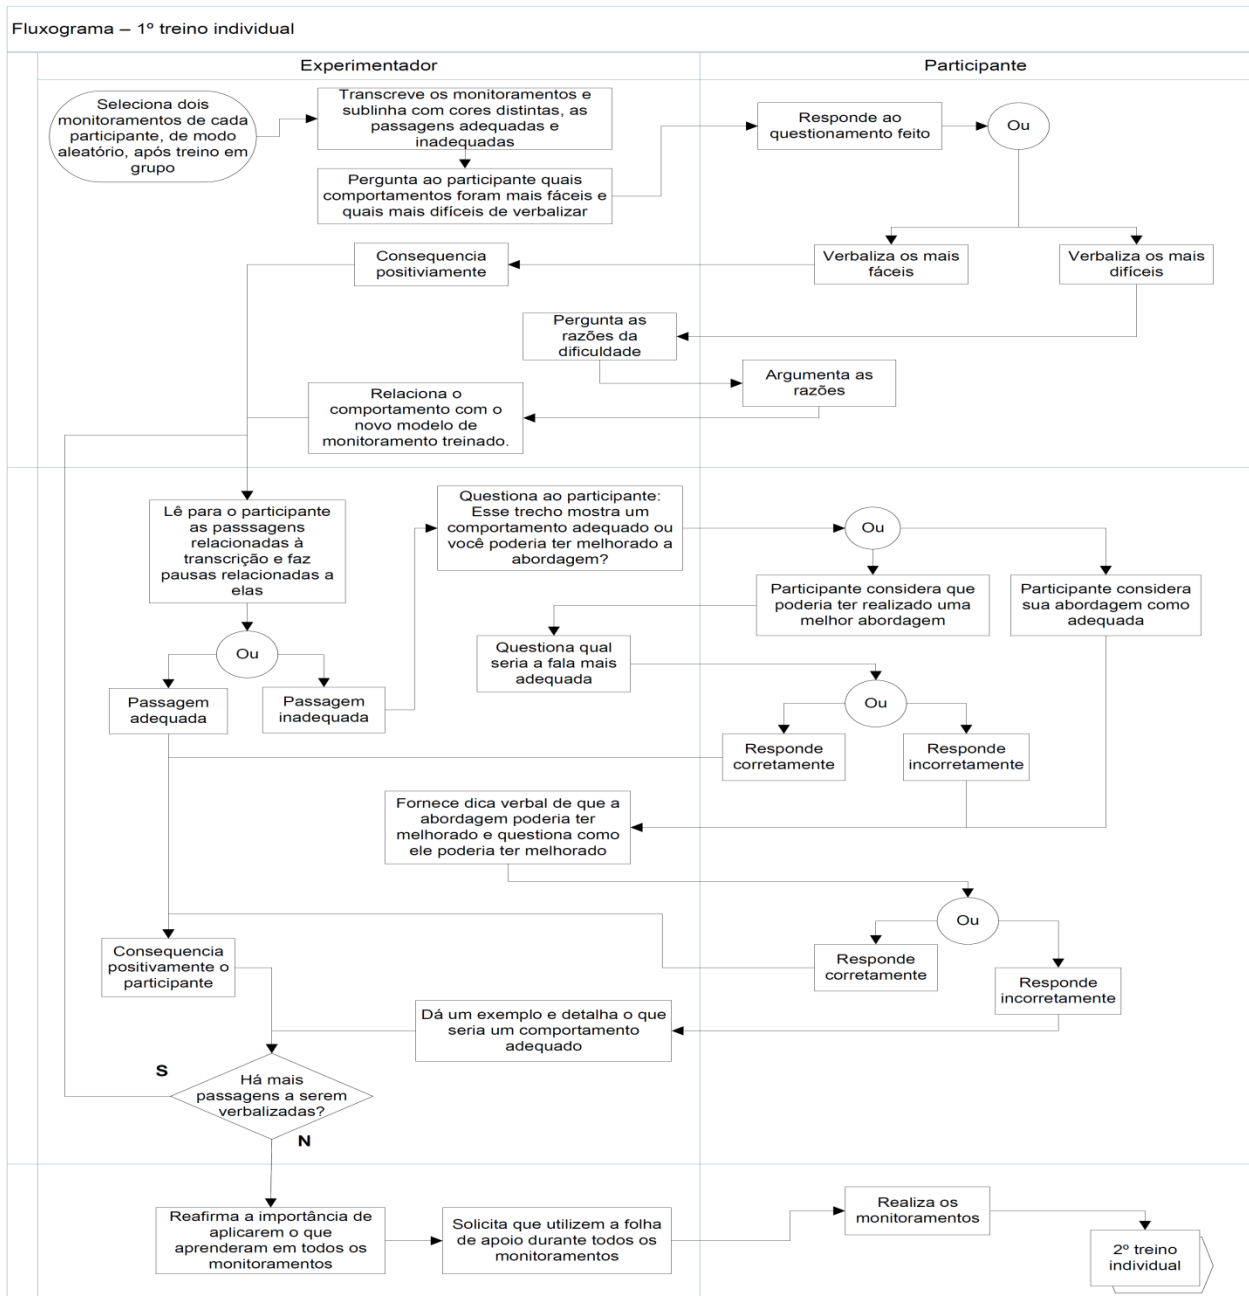 Fluxograma – 1º treino individual
Experimentador
Participante
Seleciona dois
monitoramentos de cada
participante, de modo
aleatório, após treino em
grupo
Transcreve os monitoramentos e
sublinha com cores distintas, as
passagens adequadas e
inadequadas
Pergunta ao participante quais
comportamentos foram mais fáceis e
quais mais difíceis de verbalizar
Responde ao
questionamento feito
Ou
Verbaliza os mais
fáceis
Verbaliza os mais
difíceis
Consequencia
positiviamente
Pergunta as
razões da
dificuldade
Argumenta as
razões
Relaciona o
comportamento com o
novo modelo de
monitoramento treinado.
Lê para o participante
as passsagens
relacionadas à
transcrição e faz
pausas relacionadas a
elas
Ou
Passagem
adequada
Passagem
inadequada
Questiona ao participante:
Esse trecho mostra um
comportamento adequado ou
você poderia ter melhorado a
abordagem?
Ou
Participante considera que
poderia ter realizado uma
melhor abordagem
Participante considera
sua abordagem como
adequada
Questiona qual
seria a fala mais
adequada
Ou
Responde
corretamente
Responde
incorretamente
Fornece dica verbal de que a
abordagem poderia ter
melhorado e questiona como
ele poderia ter melhorado
Ou
Responde
corretamente
Responde
incorretamente
Consequencia
positivamente o
participante
Dá um exemplo e detalha o que
seria um comportamento
adequado
S
Há mais
passagens a serem
verbalizadas?
N
Reafirma a importância de
aplicarem o que
aprenderam em todos os
monitoramentos
Solicita que utilizem a folha
de apoio durante todos os
monitoramentos
Realiza os
monitoramentos
2º treino
individual